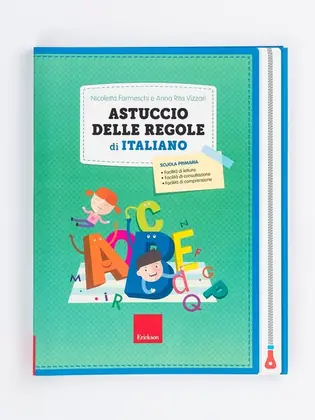 Nicoletta Farmeschi e Anna Rita Vizzari
ASTUCCIO
DELLE REGOLE
di ITALIANO
SCUOLA PRIMARIA
• Facilità di lettura
• Facilità di consultazione
• Facilità di comprensione
A B C E P
M I R S D Q C P
Erickson